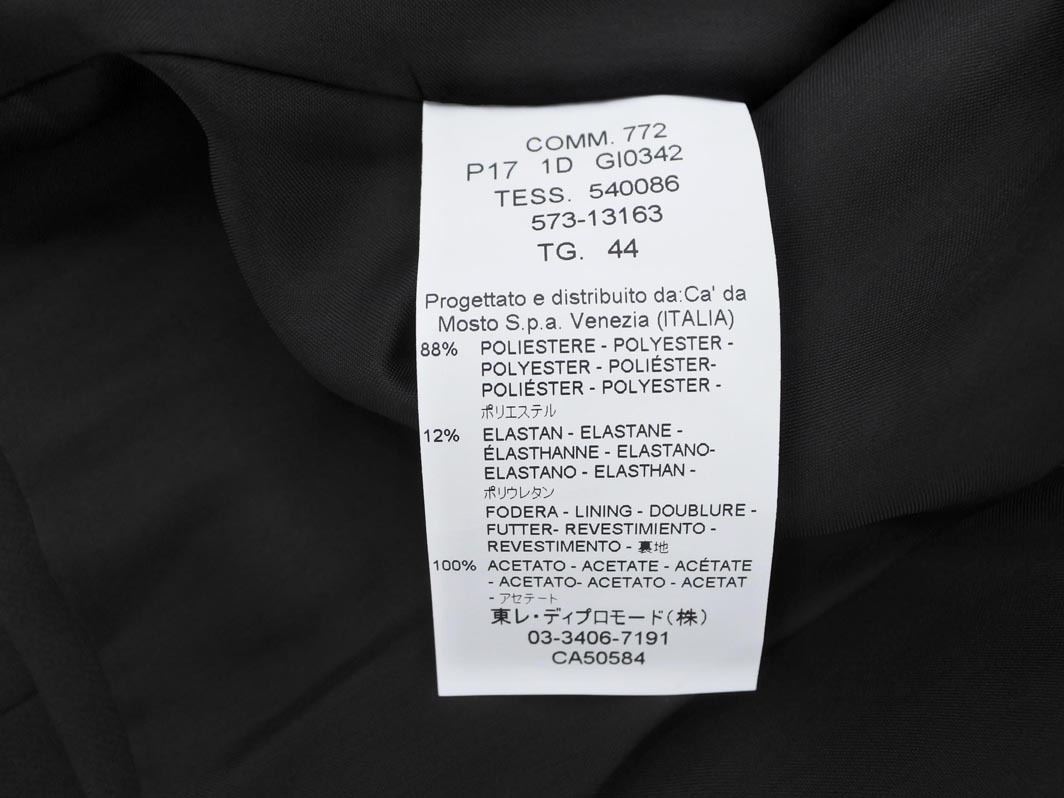 COMM. 772
P17 1D GI0342
TESS. 540086
573-13163
TG. 44
Progettato e distribuito da:Ca' da
Mosto S.p.a. Venezia (ITALIA)
88% POLIESTERE - POLYESTER -
POLYESTER - POLIÉSTER-
POLIÉSTER - POLYESTER -
ポリエステル
12% ELASTAN - ELASTANE -
ÉLASTHANNE - ELASTANO-
ELASTANO - ELASTHAN -
ポリウレタン
FODERA - LINING - DOUBLURE -
FUTTER- REVESTIMIENTO -
REVESTIMENTO - 裏地
100% ACETATO - ACETATE - ACÉTATE
- ACETATO- ACETATO - ACETAT
- アセテート
東レ・ディプロモード(株)
03-3406-7191
CA50584